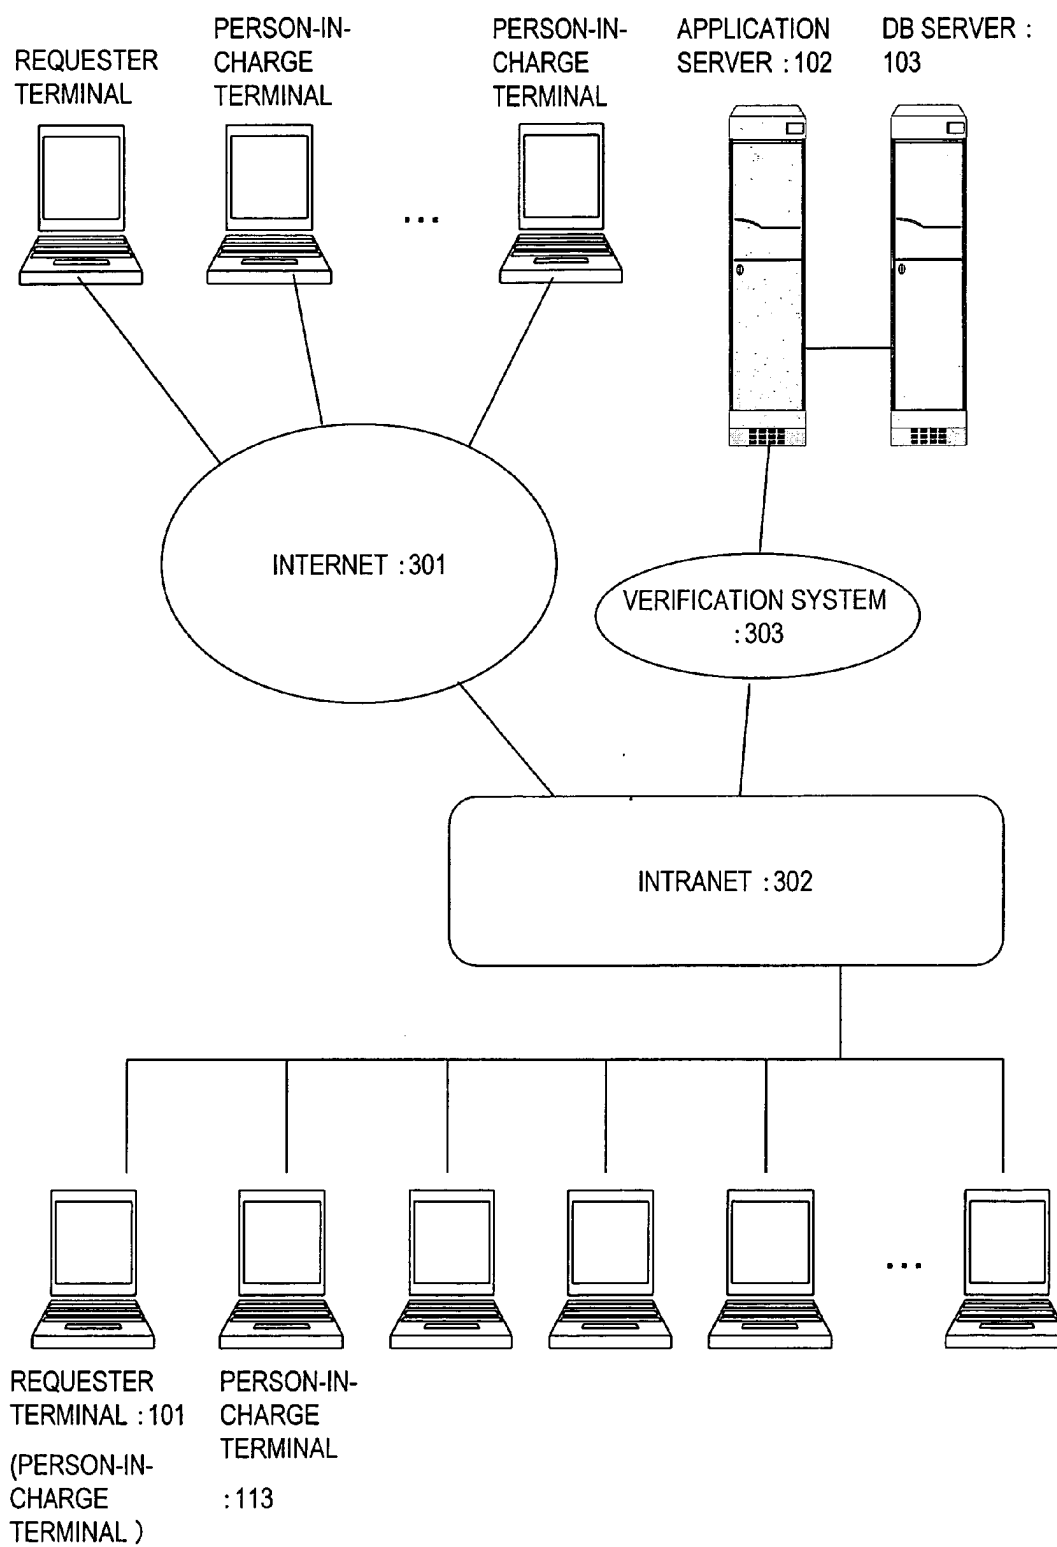 REQUESTER
TERMINAL
PERSON-IN-
CHARGE
TERMINAL
PERSON-IN-
CHARGE
TERMINAL
APPLICATION
SERVER : 102
DB SERVER :
103
...
INTERNET : 301
VERIFICATION SYSTEM
: 303
INTRANET : 302
...
REQUESTER
TERMINAL : 101
(PERSON-IN-
CHARGE
TERMINAL )
PERSON-IN-
CHARGE
TERMINAL
: 113